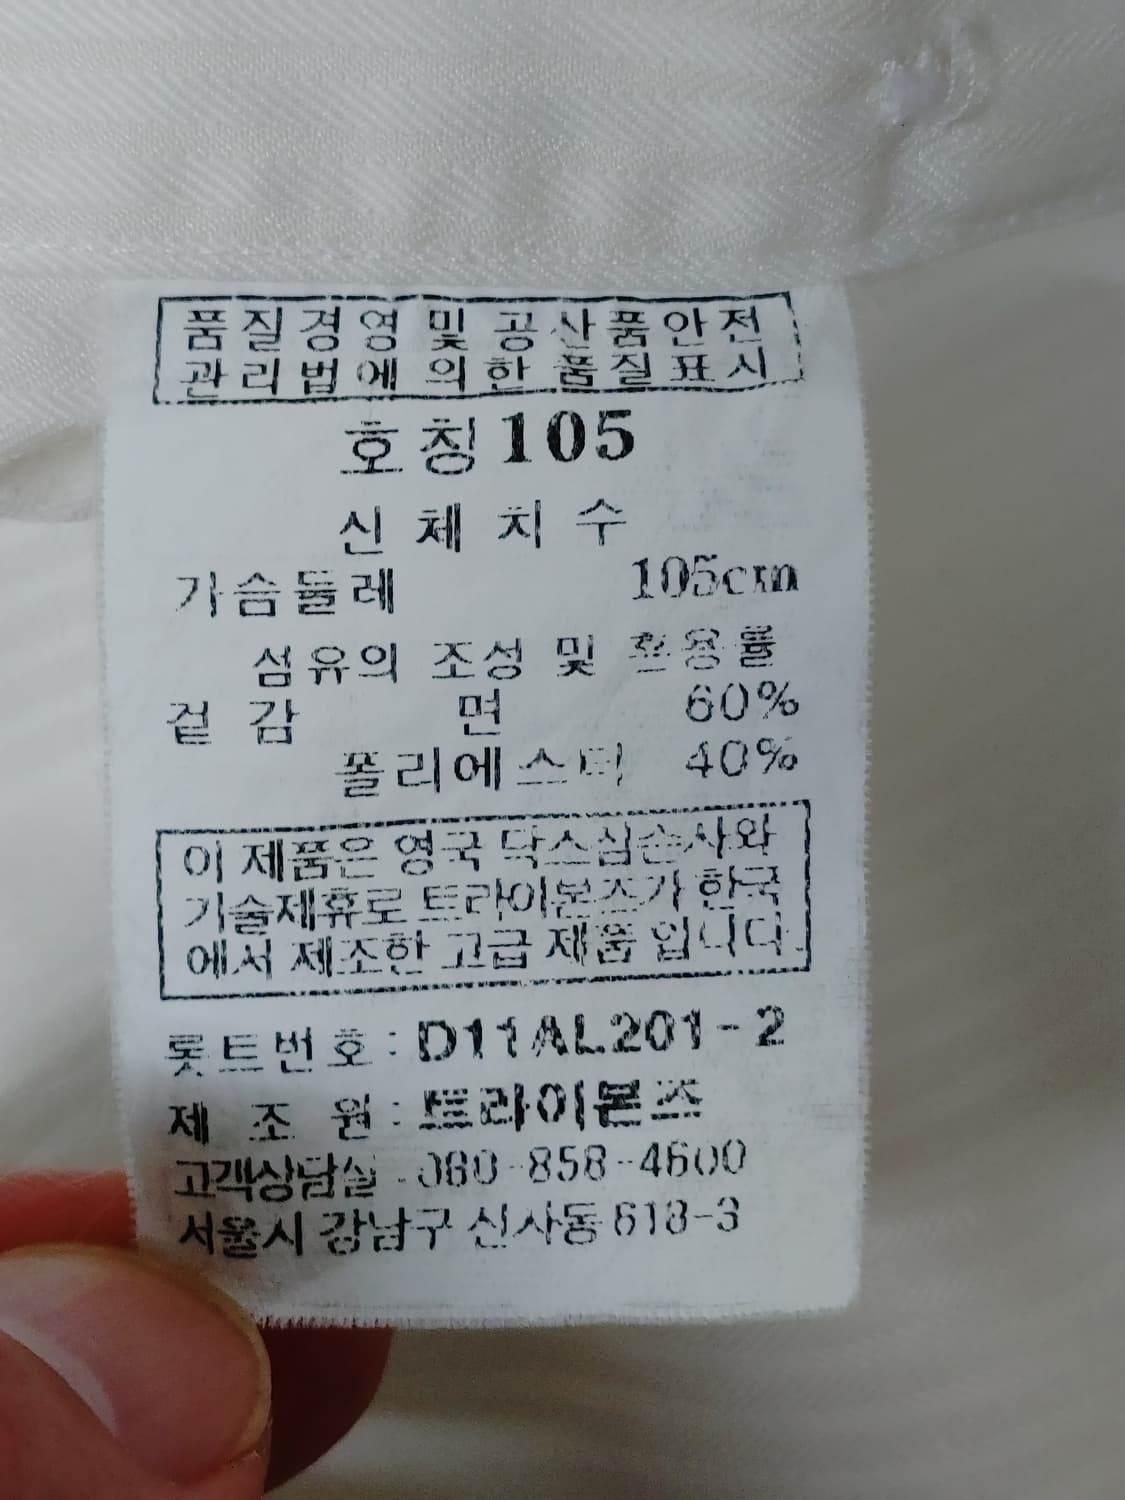 품질경영 및 공산품안전
관리법에 의한 품질표시
호칭105
신체치수
가슴둘레 105cm
섬유의 조성 및 혼용률
겉감 면 60%
폴리에스터 40%
이 제품은 영국 닥스심슨사와
기술제휴로 트라이본즈가 한국
에서 제조한 고급 제품 입니다.
롯트번호 : D11AL201-2
제 조 원 : 트라이본즈
고객상담실 : 080-858-4600
서울시 강남구 신사동 613-3